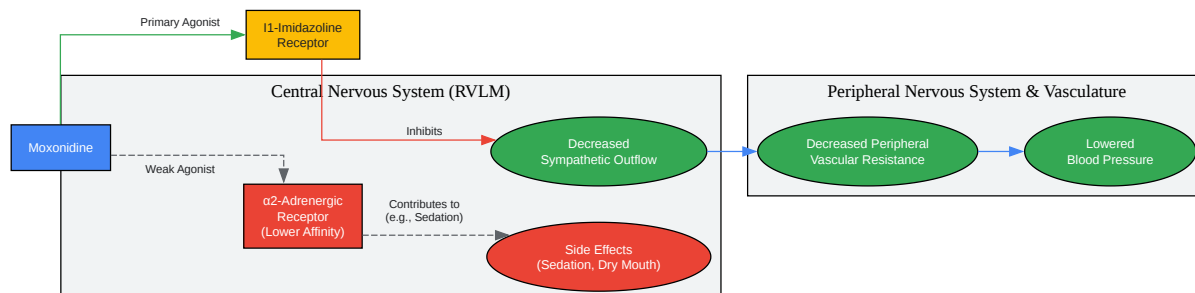 Primary Agonist
I1-Imidazoline
Receptor
Central Nervous System (RVLM)
Peripheral Nervous System & Vasculature
Moxonidine
Inhibits
Decreased
Sympathetic Outflow
Decreased Peripheral
Vascular Resistance
Lowered
Blood Pressure
Weak Agonist
α2-Adrenergic
Receptor
(Lower Affinity)
Contributes to
(e.g., Sedation)
Side Effects
(Sedation, Dry Mouth)